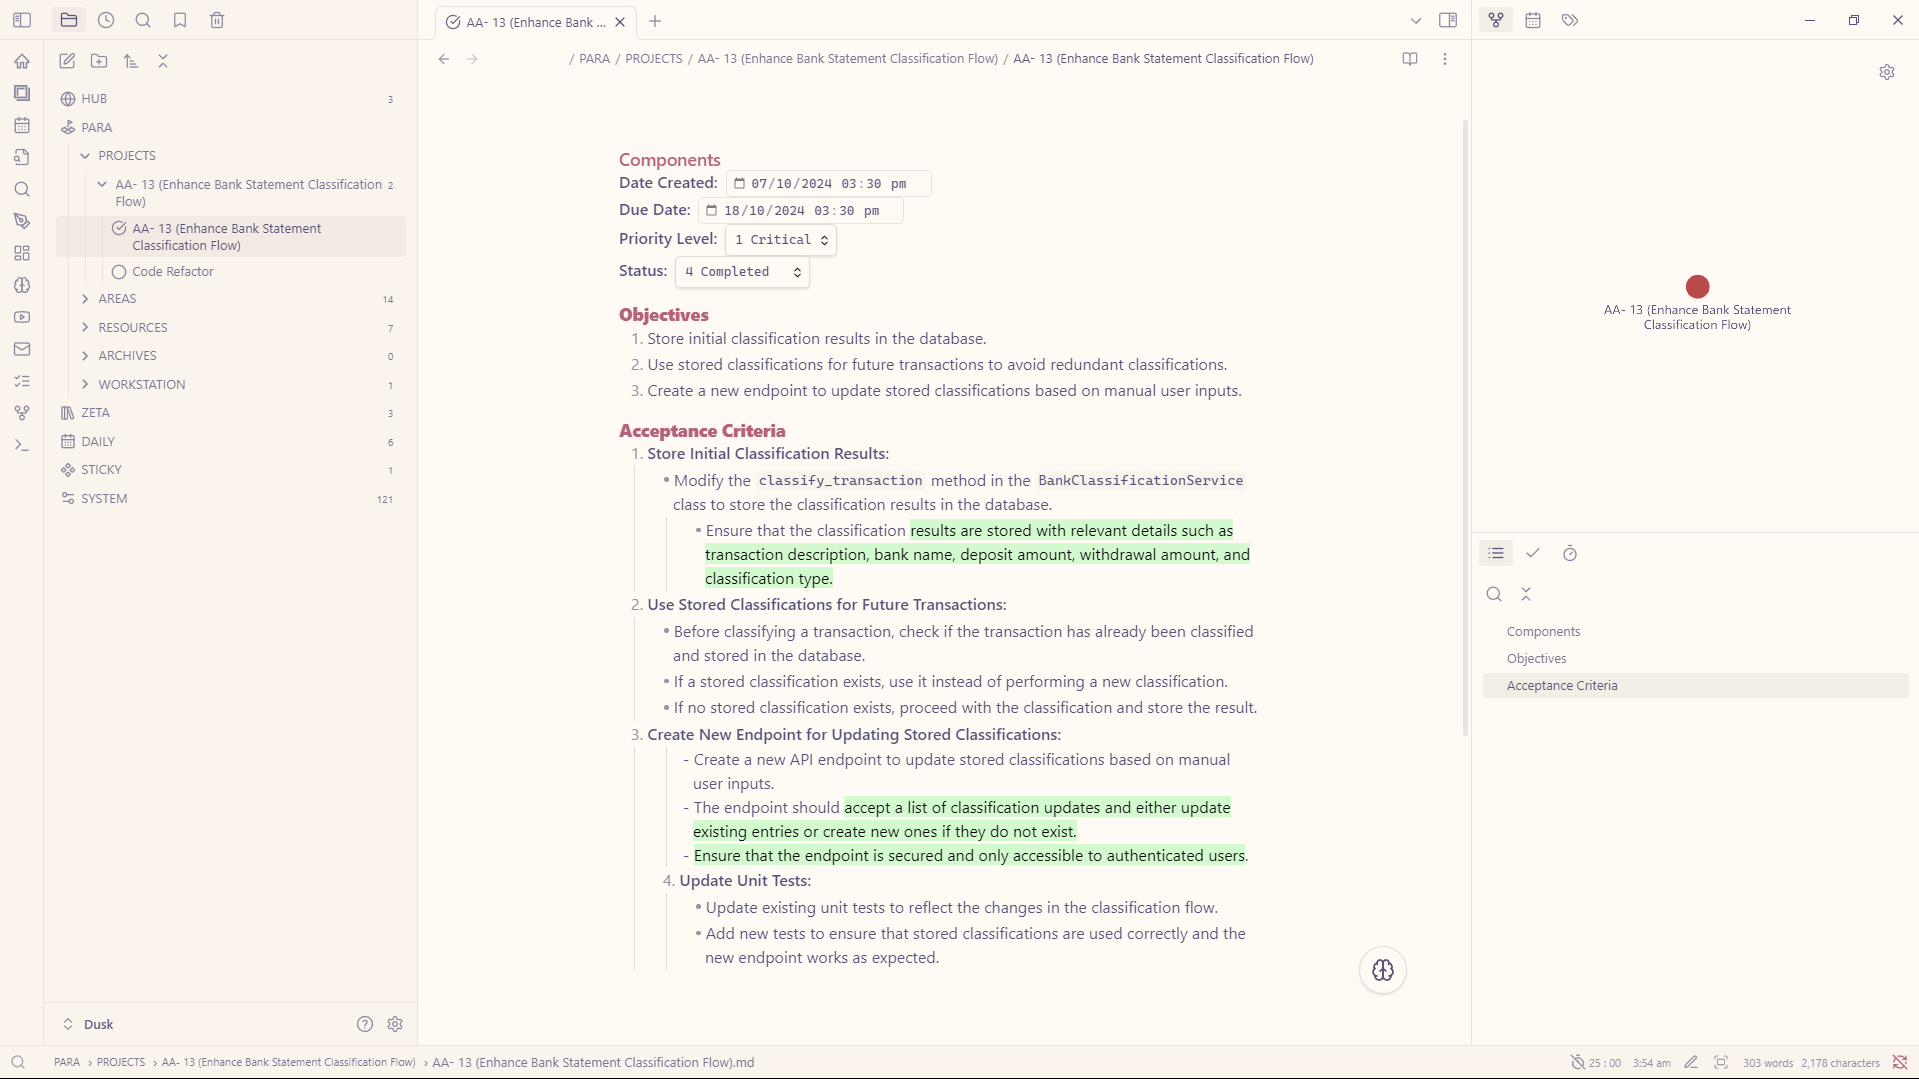 AA- 13 (Enhance Bank ...
/ PARA / PROJECTS / AA- 13 (Enhance Bank Statement Classification Flow) / AA- 13 (Enhance Bank Statement Classification Flow)
HUB 3
PARA
PROJECTS
AA- 13 (Enhance Bank Statement Classification 2
Flow)
AA- 13 (Enhance Bank Statement
Classification Flow)
Code Refactor
AREAS 14
RESOURCES 7
ARCHIVES 0
WORKSTATION 1
ZETA 3
DAILY 6
STICKY 1
SYSTEM 121
Dusk
Components
Date Created: 07/10/2024 03:30 pm
Due Date: 18/10/2024 03:30 pm
Priority Level: 1 Critical
Status: 4 Completed
Objectives
1. Store initial classification results in the database.
2. Use stored classifications for future transactions to avoid redundant classifications.
3. Create a new endpoint to update stored classifications based on manual user inputs.
Acceptance Criteria
1. Store Initial Classification Results:
• Modify the classify_transaction method in the BankClassificationService
class to store the classification results in the database.
• Ensure that the classification results are stored with relevant details such as
transaction description, bank name, deposit amount, withdrawal amount, and
classification type.
2. Use Stored Classifications for Future Transactions:
• Before classifying a transaction, check if the transaction has already been classified
and stored in the database.
• If a stored classification exists, use it instead of performing a new classification.
• If no stored classification exists, proceed with the classification and store the result.
3. Create New Endpoint for Updating Stored Classifications:
- Create a new API endpoint to update stored classifications based on manual
user inputs.
- The endpoint should accept a list of classification updates and either update
existing entries or create new ones if they do not exist.
- Ensure that the endpoint is secured and only accessible to authenticated users.
4. Update Unit Tests:
• Update existing unit tests to reflect the changes in the classification flow.
• Add new tests to ensure that stored classifications are used correctly and the
new endpoint works as expected.
AA- 13 (Enhance Bank Statement
Classification Flow)
Components
Objectives
Acceptance Criteria
PARA › PROJECTS › AA- 13 (Enhance Bank Statement Classification Flow) › AA- 13 (Enhance Bank Statement Classification Flow).md
25 : 00 3:54 am 303 words 2,178 characters